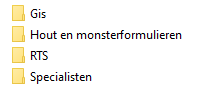 Gis
Hout en monsterformulieren
RTS
Specialisten